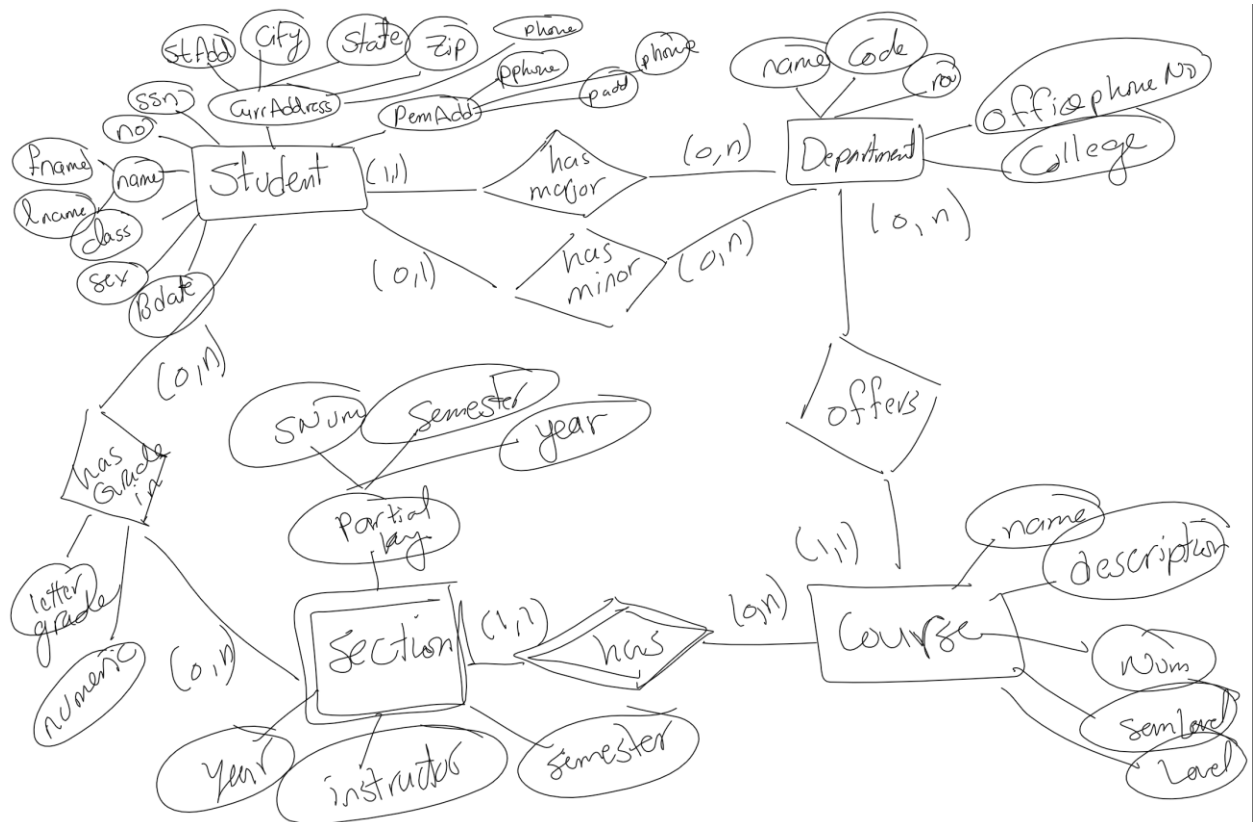 StAdd
City
State
Zip
phone
CurrAddress
PemAdd
pphone
padd
phone
ssn
no
fname
name
lname
class
sex
Bdate
Student
(1,1)
has
major
(0,n)
name
Code
no
Department
office phone No
College
(0,1)
has
minor
(0,n)
(0,n)
offers
(0,n)
has
Grade
in
letter
grade
numeric
(0,n)
SNum
Semester
year
Partial
key
Section
(1,1)
has
(0,n)
(1,1)
Course
name
description
Num
semLevel
Level
year
instructor
semester